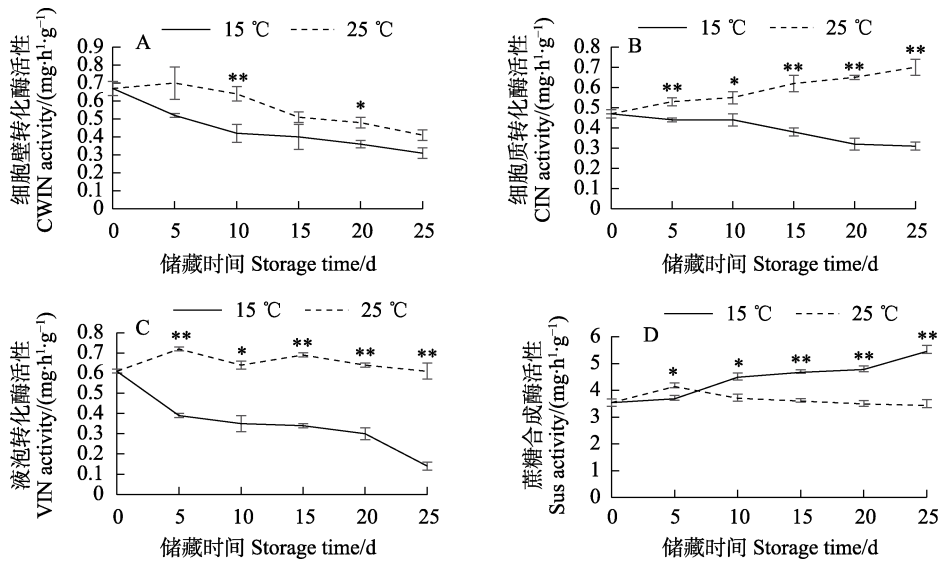 A
15 ℃
25 ℃
细胞壁转化酶活性
CWIN activity/(mg·h¹·g⁻¹)
0.9
0.8
0.7
0.6
0.5
0.4
0.3
0.2
0.1
0
**
*
0 5 10 15 20 25
储藏时间 Storage time/d
B
15 ℃
25 ℃
细胞质转化酶活性
CIN activity/(mg·h¹·g⁻¹)
0.8
0.7
0.6
0.5
0.4
0.3
0.2
0.1
0
** * ** ** **
0 5 10 15 20 25
储藏时间 Storage time/d
C
15 ℃
25 ℃
液泡转化酶活性
VIN activity/(mg·h¹·g⁻¹)
0.8
0.7
0.6
0.4
0.3
0.2
0.1
0
** * ** ** **
0 5 10 15 20 25
储藏时间 Storage time/d
D
15 ℃
25 ℃
蔗糖合成酶活性
Sus activity/(mg·h¹·g⁻¹)
6
5
4
3
2
1
0
* * ** ** **
0 5 10 15 20 25
储藏时间 Storage time/d